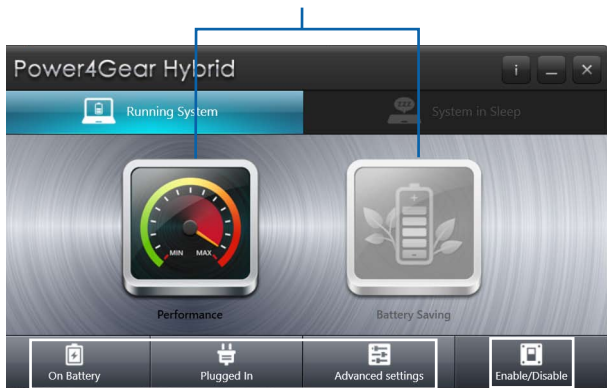 Power4Gear Hybrid
i
Running System
zzz
System in Sleep
MIN MAX
Performance
Battery Saving
On Battery
Plugged In
Advanced settings
Enable/Disable